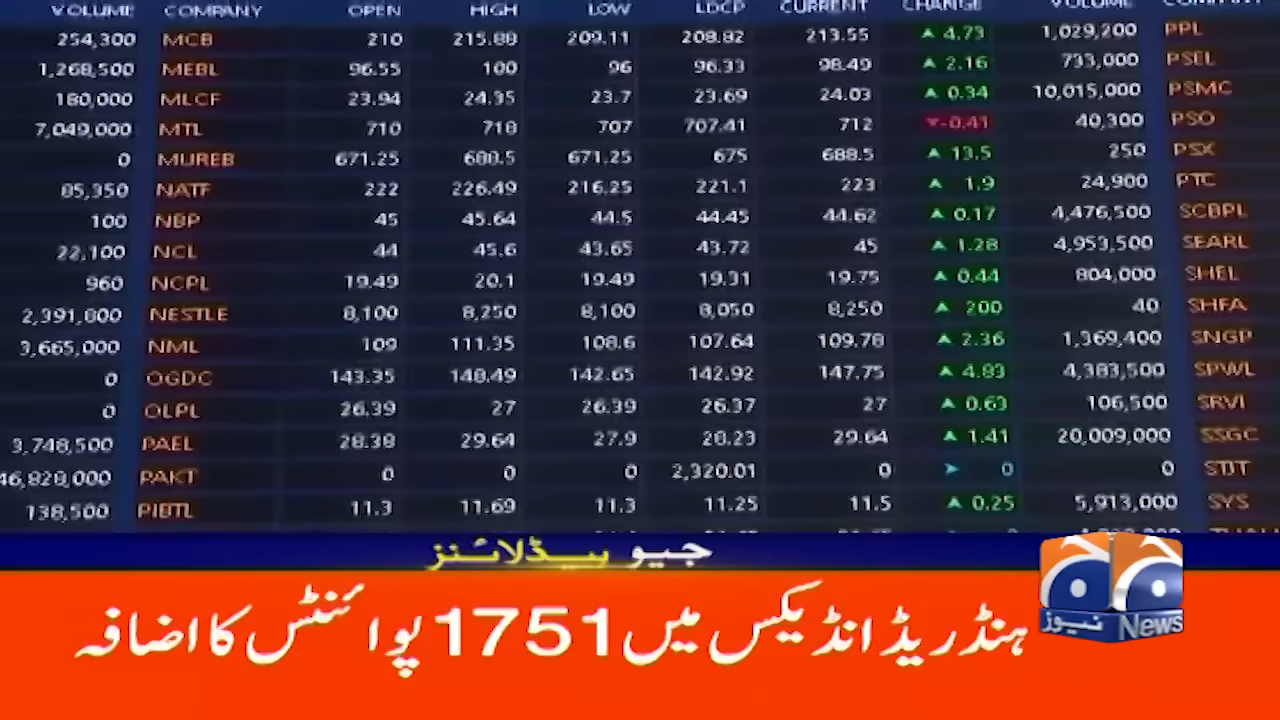 VOLUME COMPANY OPEN HIGH LOW LDCP CURRENT CHANGE VOLUME COMPANY
254,300 MCB 210 215.88 209.11 208.82 213.55 ▲ 4.73 1,029,200 PPL
1,268,500 MEBL 96.55 100 96 96.33 98.49 ▲ 2.16 733,000 PSEL
180,000 MLCF 23.94 24.35 23.7 23.69 24.03 ▲ 0.34 10,015,000 PSMC
7,049,000 MTL 710 718 707 707.41 712 ▼-0.41 40,300 PSO
0 MUREB 671.25 688.5 671.25 675 688.5 ▲ 13.5 250 PSX
85,350 NATF 222 226.49 216.25 221.1 223 ▲ 1.9 24,900 PTC
100 NBP 45 45.64 44.5 44.45 44.62 ▲ 0.17 4,476,500 SCBPL
22,100 NCL 44 45.6 43.65 43.72 45 ▲ 1.28 4,953,500 SEARL
960 NCPL 19.49 20.1 19.49 19.31 19.75 ▲ 0.44 804,000 SHEL
2,391,800 NESTLE 8,100 8,250 8,100 8,050 8,250 ▲ 200 40 SHFA
3,665,000 NML 109 111.35 108.6 107.64 109.78 ▲ 2.36 1,369,400 SNGP
0 OGDC 143.35 148.49 142.65 142.92 147.75 ▲ 4.83 4,383,500 SPWL
0 OLPL 26.39 27 26.39 26.37 27 ▲ 0.63 106,500 SRVI
3,748,500 PAEL 28.38 29.64 27.9 28.23 29.64 ▲ 1.41 20,009,000 SSGC
46,828,000 PAKT 0 0 0 2,320.01 0 ➤ 0 0 STJT
138,500 PIBTL 11.3 11.69 11.3 11.25 11.5 ▲ 0.25 5,913,000 SYS
جیو ہیڈلائنز
ہنڈریڈ انڈیکس میں 1751 پوائنٹس کا اضافہ
جیو نیوز News